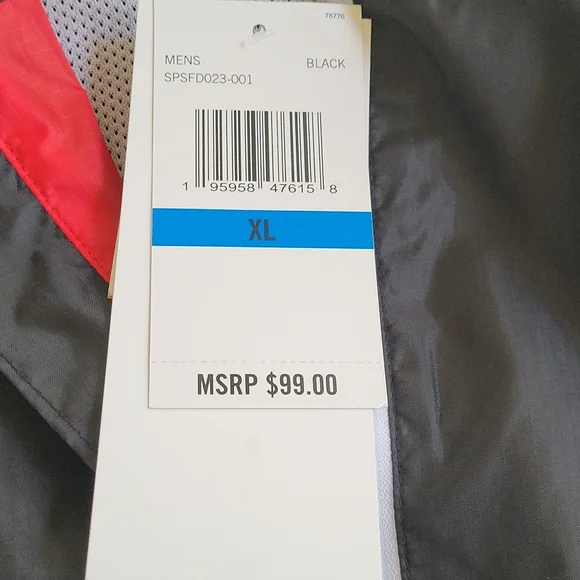 76776
MENS BLACK
SPSFD023-001
1 95958 47615 8
XL
MSRP $99.00